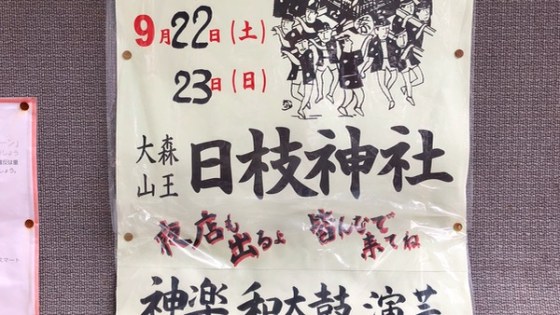 9月22日(土)
23日(日)
大森
山王
日枝神社
夜店も出るよ 皆んなで来てね
神楽 和太鼓 演芸